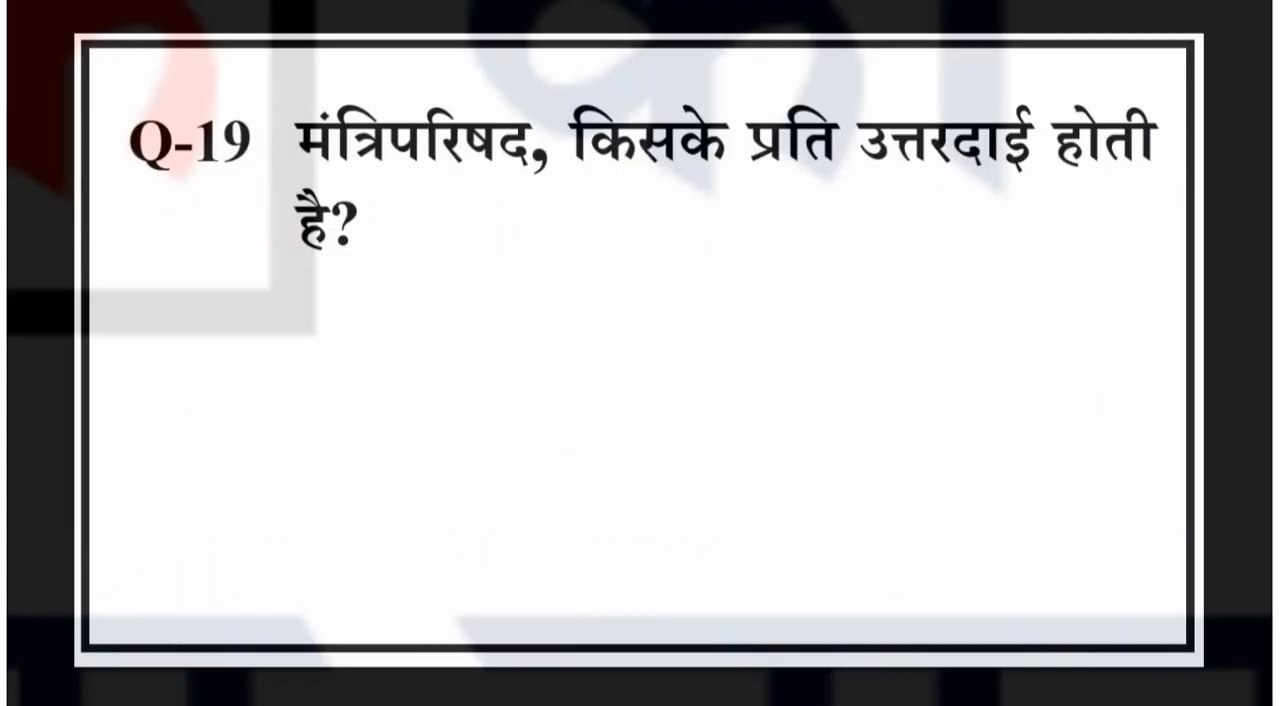 Q-19 मंत्रिपरिषद, किसके प्रति उत्तरदाई होती
है?